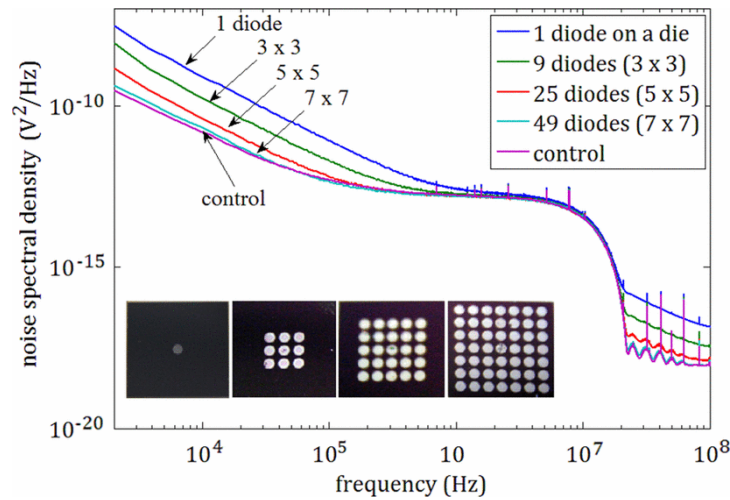 noise spectral density (V²/Hz)
10⁻¹⁰
10⁻¹⁵
10⁻²⁰
1 diode
3 x 3
5 x 5
7 x 7
control
1 diode on a die
9 diodes (3 x 3)
25 diodes (5 x 5)
49 diodes (7 x 7)
control
10⁴
10⁵
10
10⁷
10⁸
frequency (Hz)